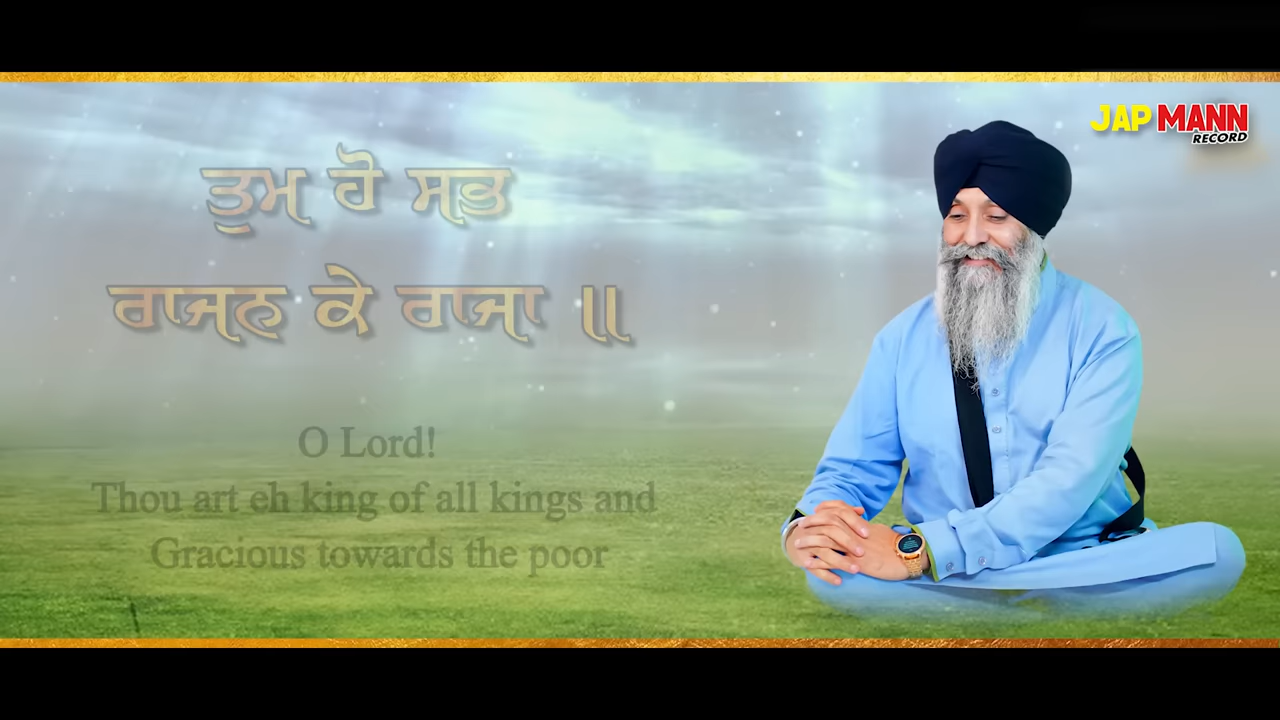 JAP MANN
RECORD
ਤੁਮ ਹੋ ਸਭ
ਰਾਜਨ ਕੇ ਰਾਜਾ ॥
O Lord!
Thou art eh king of all kings and
Gracious towards the poor